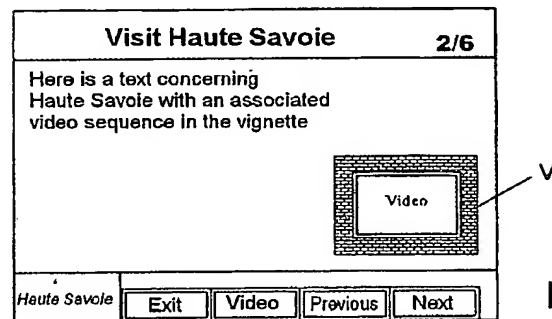 Visit Haute Savoie 2/6
Here is a text concerning
Haute Savoie with an associated
video sequence in the vignette
Video
V
Haute Savoie Exit Video Previous Next